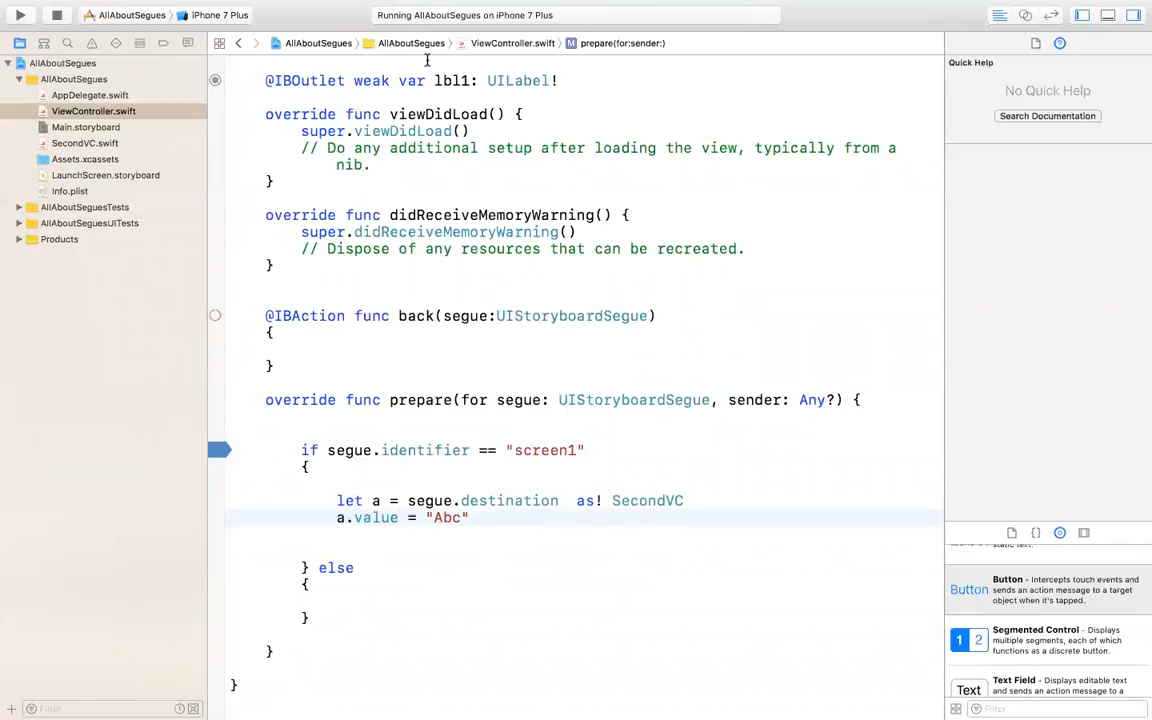 AllAboutSegues
iPhone 7 Plus
Running AllAboutSegues on iPhone 7 Plus
AllAboutSegues
AllAboutSegues
ViewController.swift
M
prepare(for:sender:)
AllAboutSegues
AllAboutSegues
AppDelegate.swift
ViewController.swift
Main.storyboard
SecondVC.swift
Assets.xcassets
LaunchScreen.storyboard
Info.plist
AllAboutSeguesTests
AllAboutSeguesUITests
Products
Filter
@IBOutlet weak var lbl1: UILabel!
override func viewDidLoad() {
super.viewDidLoad()
// Do any additional setup after loading the view, typically from a
nib.
}
override func didReceiveMemoryWarning() {
super.didReceiveMemoryWarning()
// Dispose of any resources that can be recreated.
}
@IBAction func back(segue:UIStoryboardSegue)
{
}
override func prepare(for segue: UIStoryboardSegue, sender: Any?) {
if segue.identifier == "screen1"
{
let a = segue.destination  as! SecondVC
a.value = "Abc"
} else
{
}
}
}
Quick Help
No Quick Help
Search Documentation
static text.
Button
Button - Intercepts touch events and
sends an action message to a target
object when it's tapped.
1 2
Segmented Control - Displays
multiple segments, each of which
functions as a discrete button.
Text
Text Field - Displays editable text
and sends an action message to a
Filter